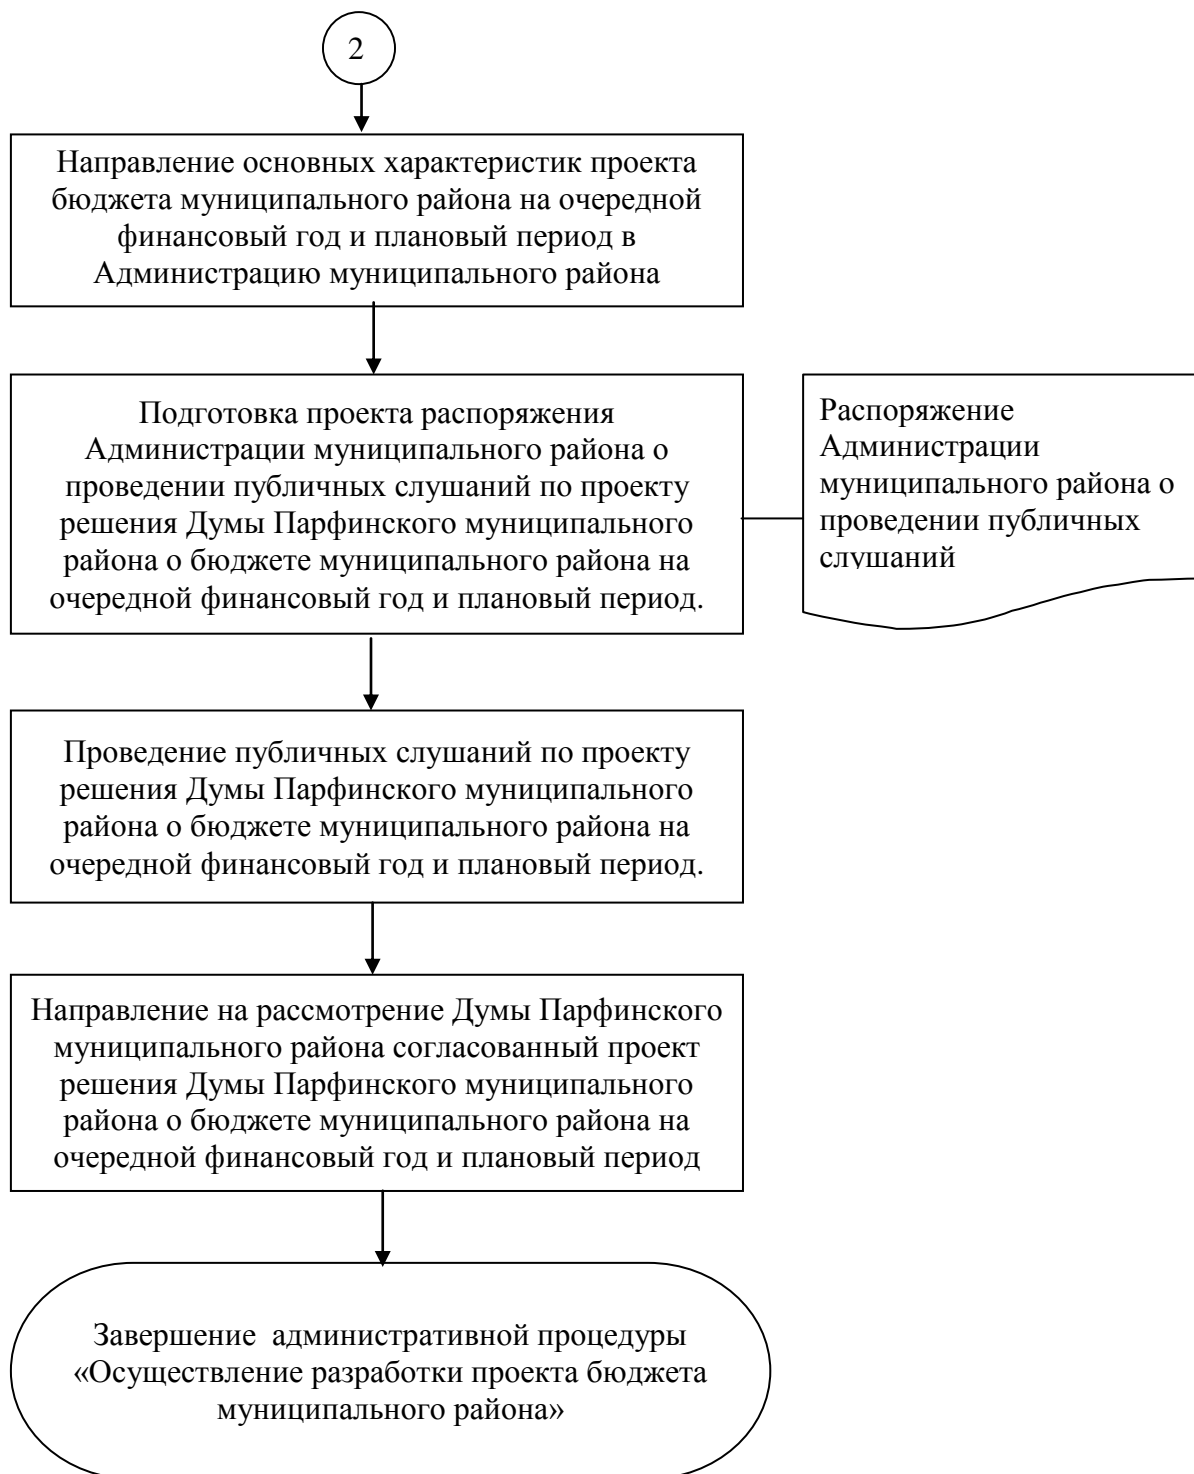 2
Направление основных характеристик проекта
бюджета муниципального района на очередной
финансовый год и плановый период в
Администрацию муниципального района
Подготовка проекта распоряжения
Администрации муниципального района о
проведении публичных слушаний по проекту
решения Думы Парфинского муниципального
района о бюджете муниципального района на
очередной финансовый год и плановый период.
Распоряжение
Администрации
муниципального района о
проведении публичных
слушаний
Проведение публичных слушаний по проекту
решения Думы Парфинского муниципального
района о бюджете муниципального района на
очередной финансовый год и плановый период.
Направление на рассмотрение Думы Парфинского
муниципального района согласованный проект
решения Думы Парфинского муниципального
района о бюджете муниципального района на
очередной финансовый год и плановый период
Завершение административной процедуры
«Осуществление разработки проекта бюджета
муниципального района»